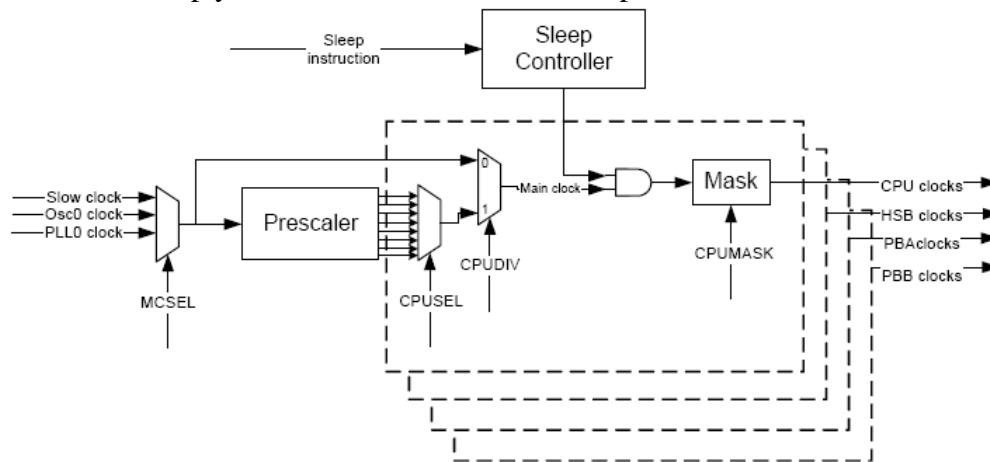 Sleep
instruction
Sleep
Controller
Slow clock
Osc0 clock
PLL0 clock
Prescaler
0
1
Main clock
Mask
CPU clocks
HSB clocks
PBAclocks
PBB clocks
MCSEL
CPUSEL
CPUDIV
CPUMASK